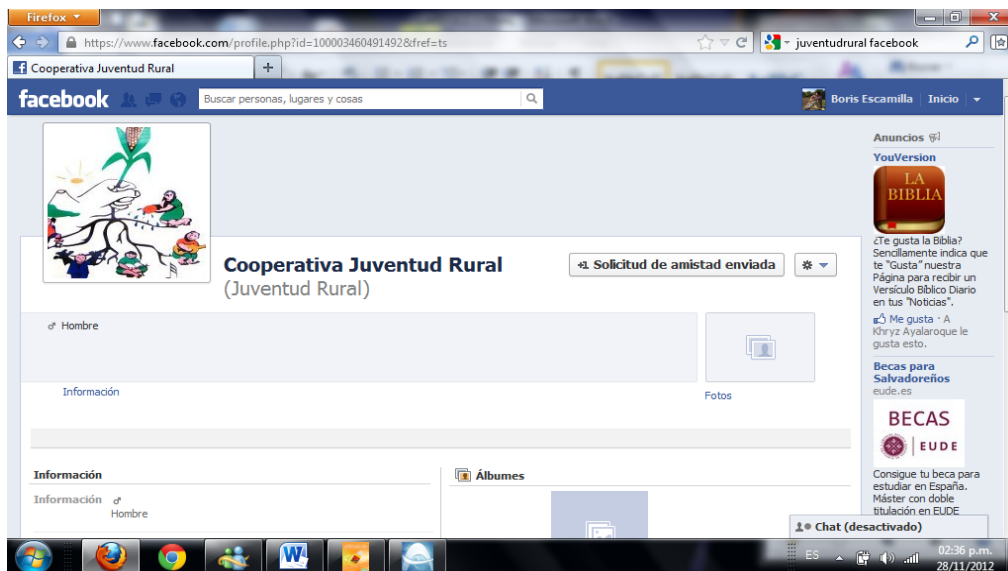 Firefox
https://www.facebook.com/profile.php?id=100003460491492&fref=ts
juventudrural facebook
Cooperativa Juventud Rural
facebook
Buscar personas, lugares y cosas
Boris Escamilla
Inicio
Cooperativa Juventud Rural
(Juventud Rural)
+1 Solicitud de amistad enviada
Hombre
Información
Fotos
Información
Información
Hombre
Álbumes
Anuncios
YouVersion
LA
BIBLIA
¿Te gusta la Biblia?
Sencillamente indica que
te "Gusta" nuestra
Página para recibir un
Versículo Bíblico Diario
en tus "Noticias".
Me gusta · A
Khryz Ayalaroque le
gusta esto.
Becas para
Salvadoreños
eude.es
BECAS
EUDE
Consigue tu beca para
estudiar en España.
Máster con doble
titulación en EUDE
Chat (desactivado)
ES
02:36 p.m.
28/11/2012